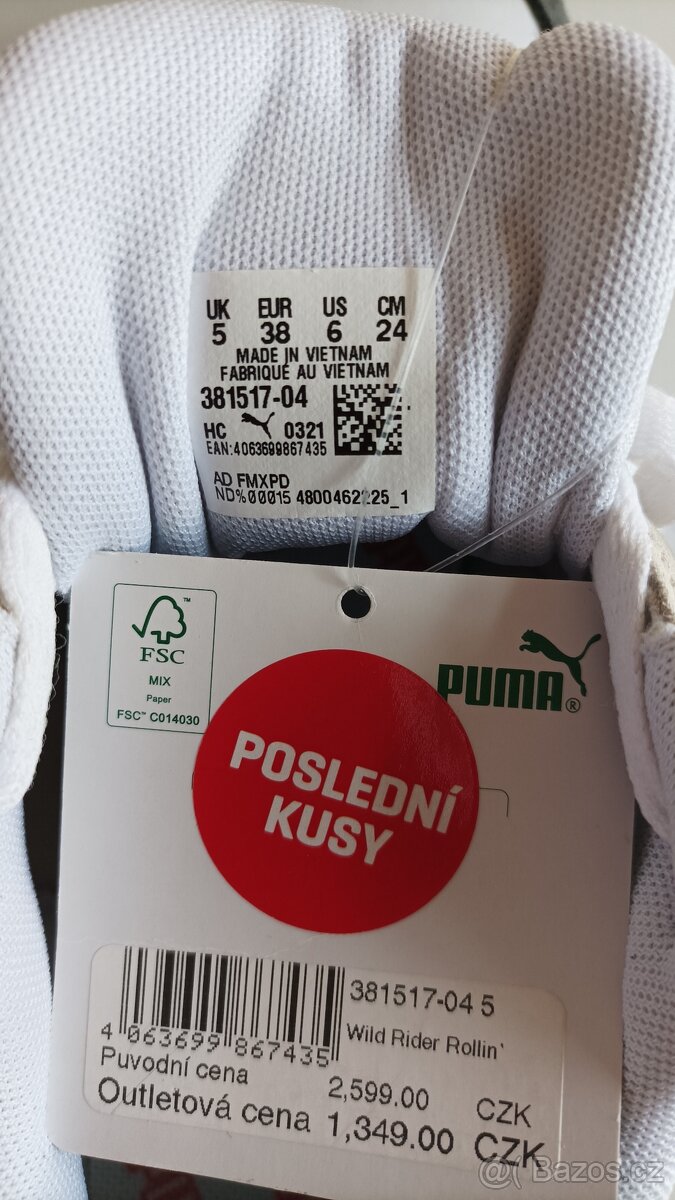 UK EUR US CM
5 38 6 24
MADE IN VIETNAM
FABRIQUÉ AU VIETNAM
381517-04
HC 0321
EAN:4063699867435
AD FMXPD
ND%00015 4800462225_1
™
FSC
MIX
Paper
FSC™ C014030
PUMA®
POSLEDNÍ
KUSY
381517-04 5
4 063699 867435
Wild Rider Rollin'
Puvodní cena 2,599.00 CZK
Outletová cena 1,349.00 CZK
@Bazos.cz